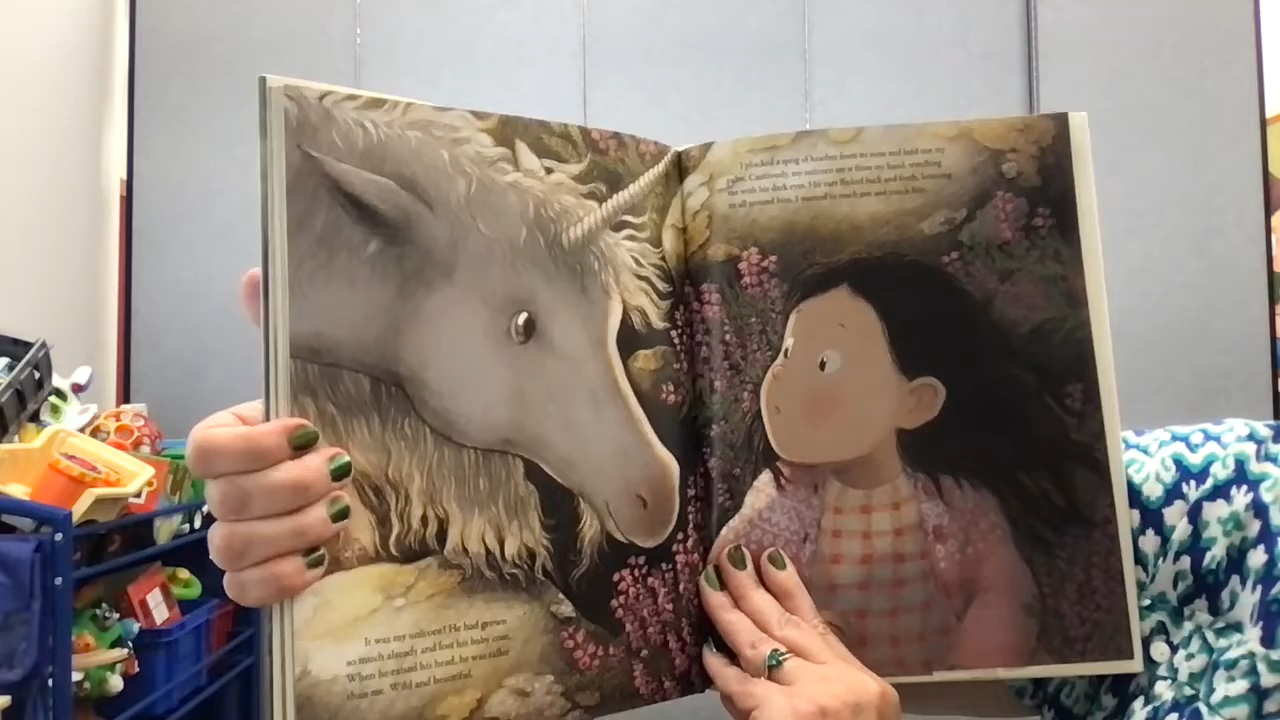 It was my unicorn! He had grown
so much already and lost his baby coat.
When he raised his head, he was taller
than me. Wild and beautiful.
I plucked a sprig of heather from its stem and held out my
palm. Cautiously, my unicorn ate it from my hand, watching
me with his dark eyes. His ears flicked back and forth, listening
to all around him. I wanted to reach out and touch him.